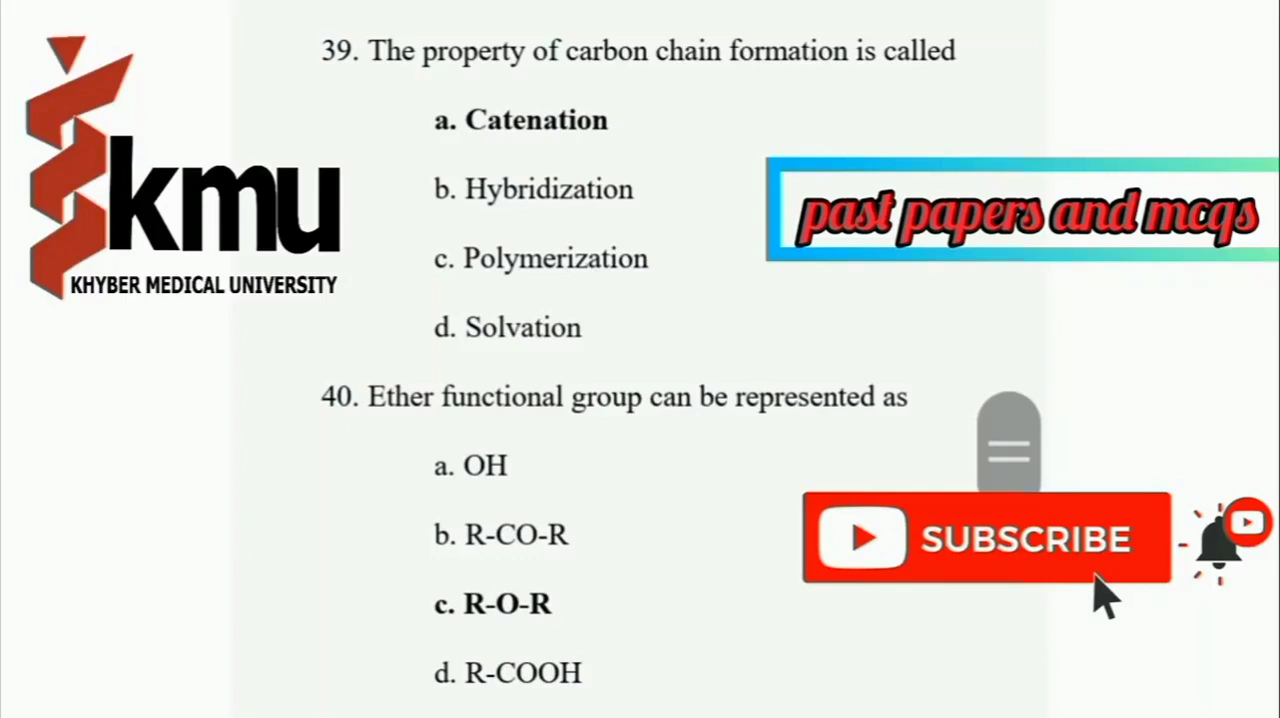 39. The property of carbon chain formation is called
a. Catenation
b. Hybridization
c. Polymerization
d. Solvation
kmu
KHYBER MEDICAL UNIVERSITY
past papers and mcqs
40. Ether functional group can be represented as
a. OH
b. R-CO-R
c. R-O-R
d. R-COOH
SUBSCRIBE